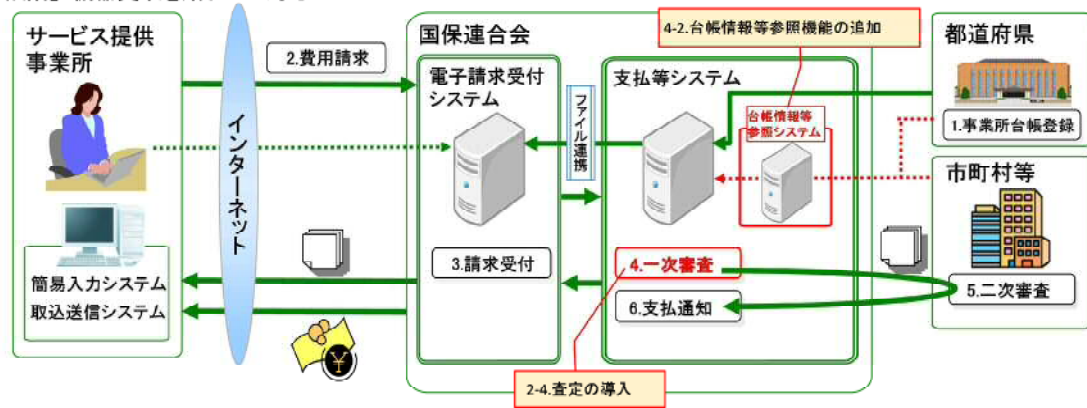 サービス提供
事業所
2.費用請求
インターネット
簡易入力システム
取込送信システム
国保連合会
電子請求受付
システム
3.請求受付
ファイル連携
支払等システム
4-2.台帳情報等参照機能の追加
台帳情報等
参照システム
4.一次審査
6.支払通知
2-4.査定の導入
都道府県
1.事業所台帳登録
市町村等
5.二次審査
¥